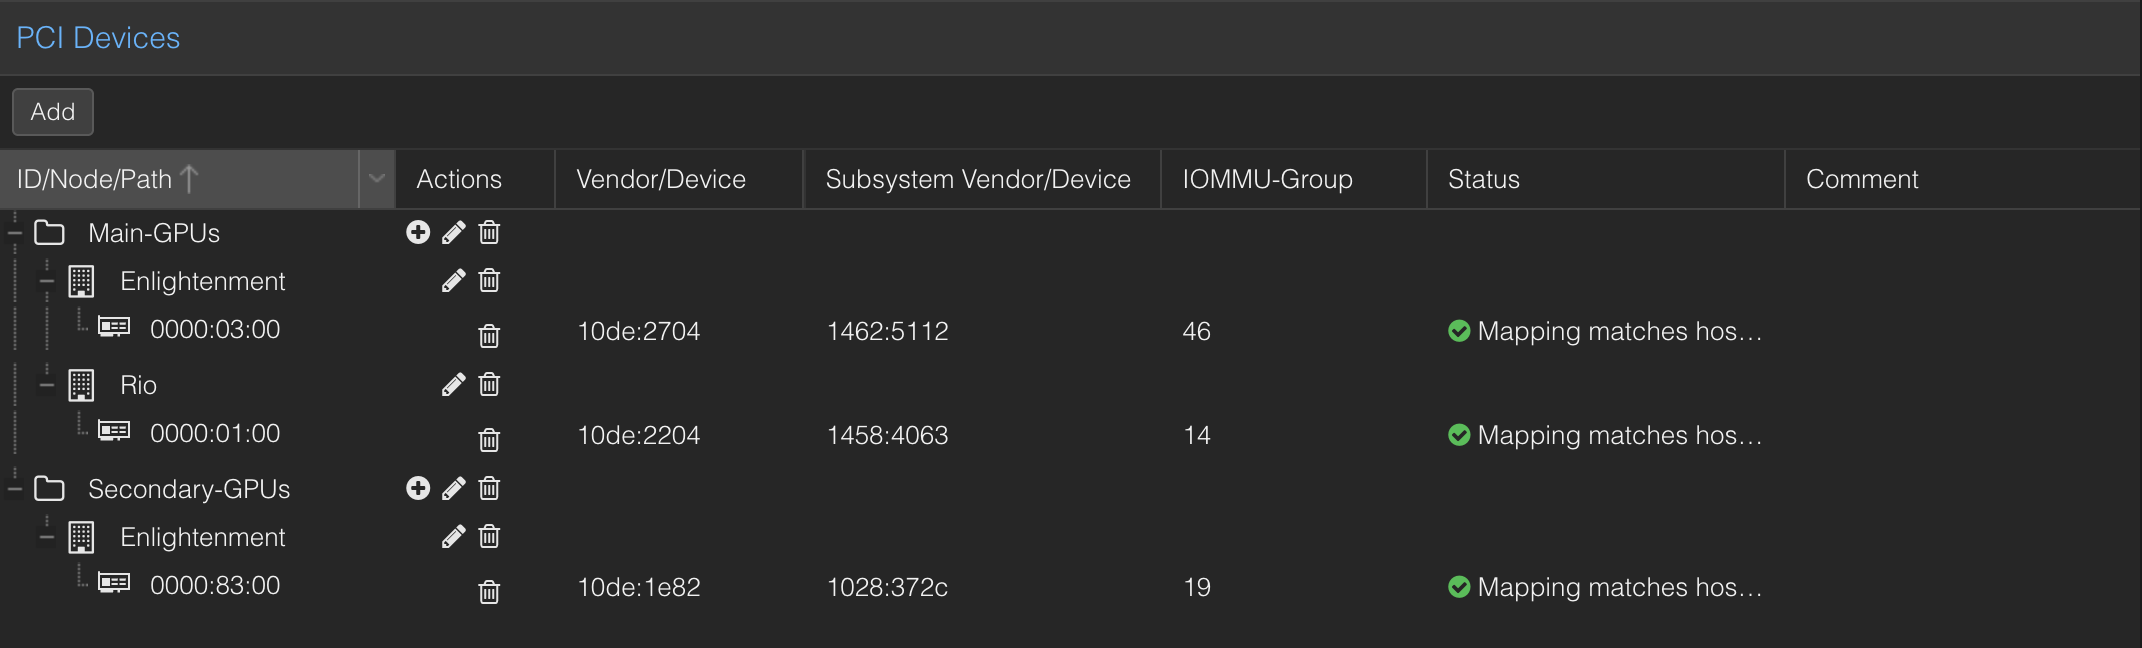 PCI Devices
Add
ID/Node/Path Actions Vendor/Device Subsystem Vendor/Device IOMMU-Group Status Comment
Main-GPUs
Enlightenment
0000:03:00 10de:2704 1462:5112 46 Mapping matches hos...
Rio
0000:01:00 10de:2204 1458:4063 14 Mapping matches hos...
Secondary-GPUs
Enlightenment
0000:83:00 10de:1e82 1028:372c 19 Mapping matches hos...